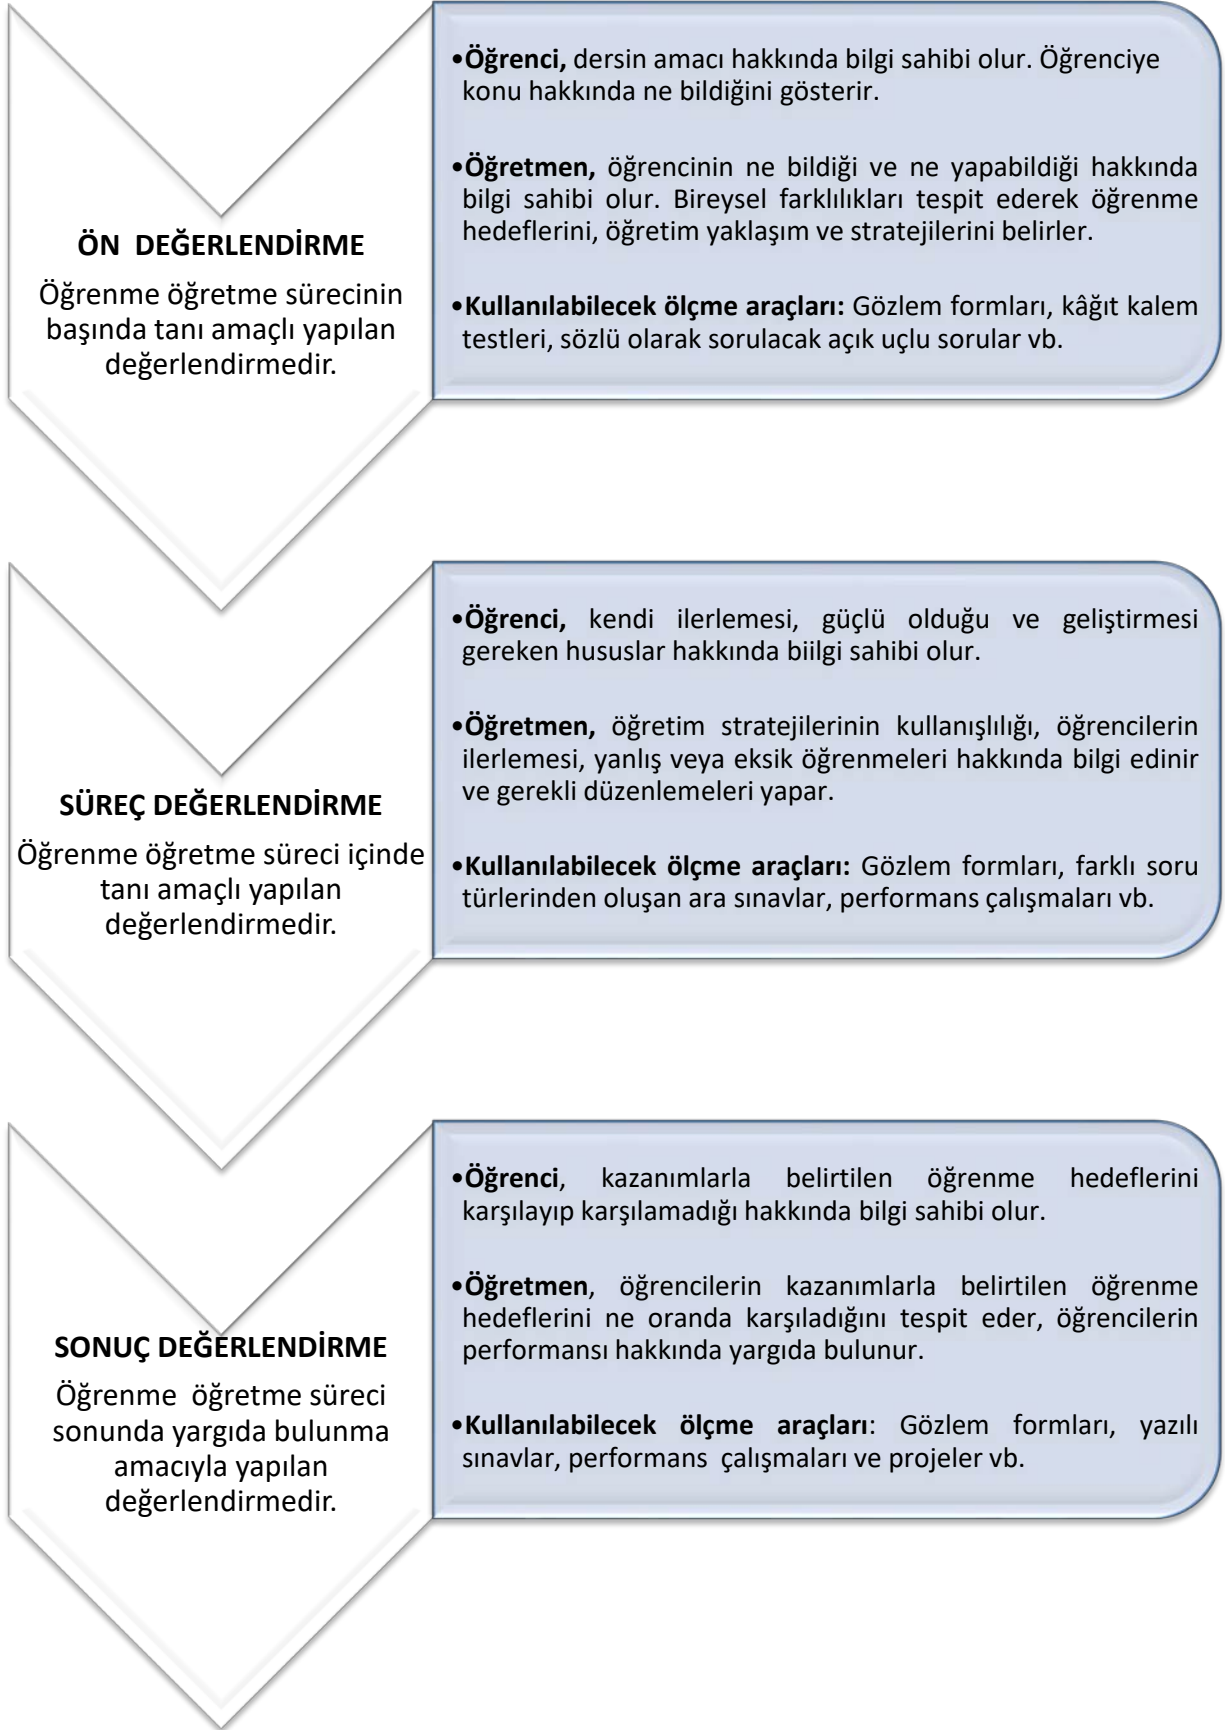 ÖN  DEĞERLENDİRME
Öğrenme öğretme sürecinin
başında tanı amaçlı yapılan
değerlendirmedir.
•Öğrenci, dersin amacı hakkında bilgi sahibi olur. Öğrenciye
konu hakkında ne bildiğini gösterir.
•Öğretmen, öğrencinin ne bildiği ve ne yapabildiği hakkında
bilgi sahibi olur. Bireysel farklılıkları tespit ederek öğrenme
hedeflerini, öğretim yaklaşım ve stratejilerini belirler.
•Kullanılabilecek ölçme araçları: Gözlem formları, kâğıt kalem
testleri, sözlü olarak sorulacak açık uçlu sorular vb.
SÜREÇ DEĞERLENDİRME
Öğrenme öğretme süreci içinde
tanı amaçlı yapılan
değerlendirmedir.
•Öğrenci, kendi ilerlemesi, güçlü olduğu ve geliştirmesi
gereken hususlar hakkında biilgi sahibi olur.
•Öğretmen, öğretim stratejilerinin kullanışlılığı, öğrencilerin
ilerlemesi, yanlış veya eksik öğrenmeleri hakkında bilgi edinir
ve gerekli düzenlemeleri yapar.
•Kullanılabilecek ölçme araçları: Gözlem formları, farklı soru
türlerinden oluşan ara sınavlar, performans çalışmaları vb.
SONUÇ DEĞERLENDİRME
Öğrenme  öğretme süreci
sonunda yargıda bulunma
amacıyla yapılan
değerlendirmedir.
•Öğrenci, kazanımlarla belirtilen öğrenme hedeflerini
karşılayıp karşılamadığı hakkında bilgi sahibi olur.
•Öğretmen, öğrencilerin kazanımlarla belirtilen öğrenme
hedeflerini ne oranda karşıladığını tespit eder, öğrencilerin
performansı hakkında yargıda bulunur.
•Kullanılabilecek ölçme araçları: Gözlem formları, yazılı
sınavlar, performans  çalışmaları ve projeler vb.